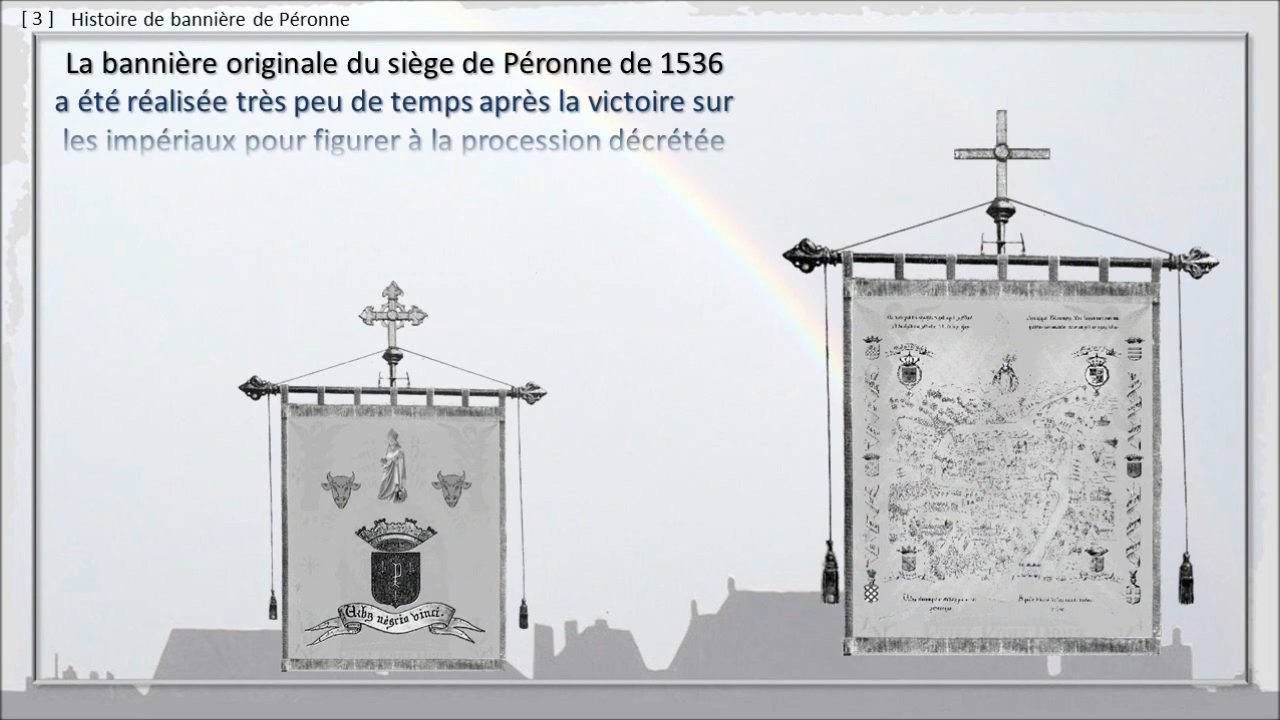 [ 3 ] Histoire de bannière de Péronne
La bannière originale du siège de Péronne de 1536
a été réalisée très peu de temps après la victoire sur
les impériaux pour figurer à la procession décrétée
P
Urbs nescia vinci.